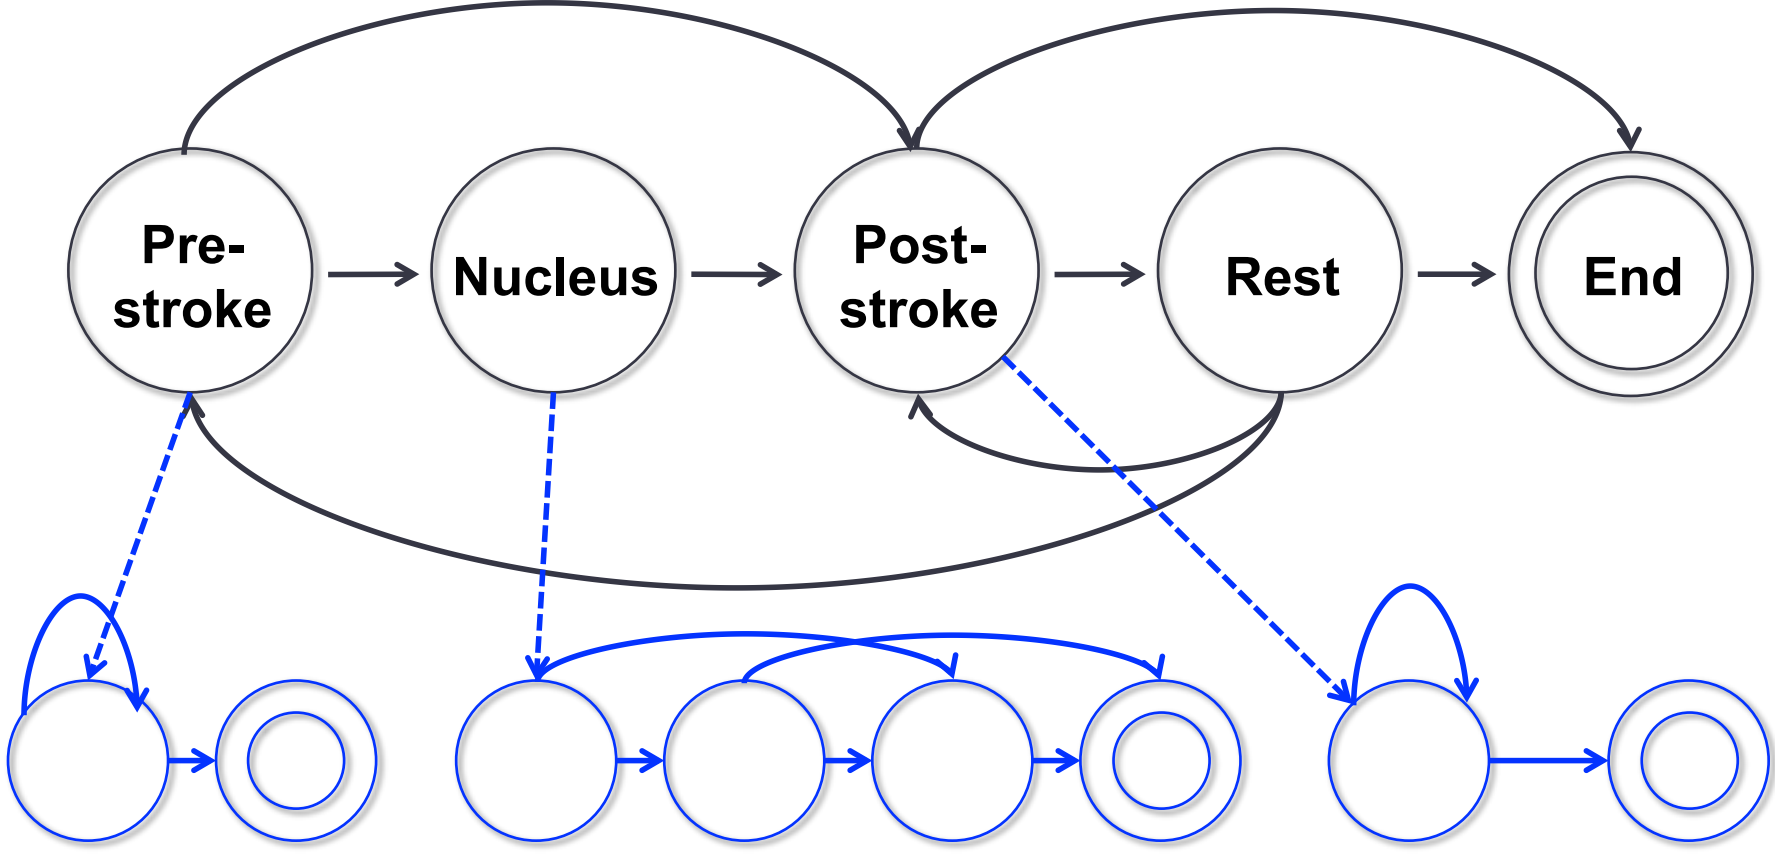 Pre-
stroke
Nucleus
Post-
stroke
Rest
End